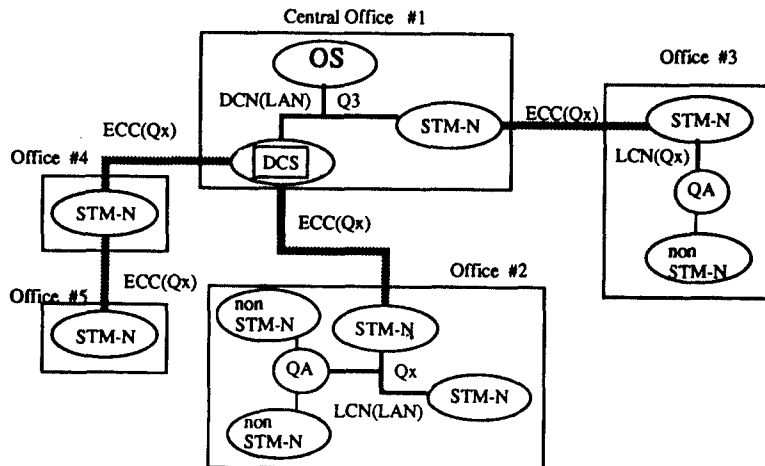 Central Office #1
OS
Office #3
DCN(LAN) Q3
ECC(Qx)
STM-N
ECC(Qx)
STM-N
LCN(Qx)
Office #4
DCS
QA
STM-N
ECC(Qx)
non
STM-N
ECC(Qx)
Office #2
Office #5
STM-N
non
STM-N
STM-N
QA
Qx
STM-N
LCN(LAN)
non
STM-N